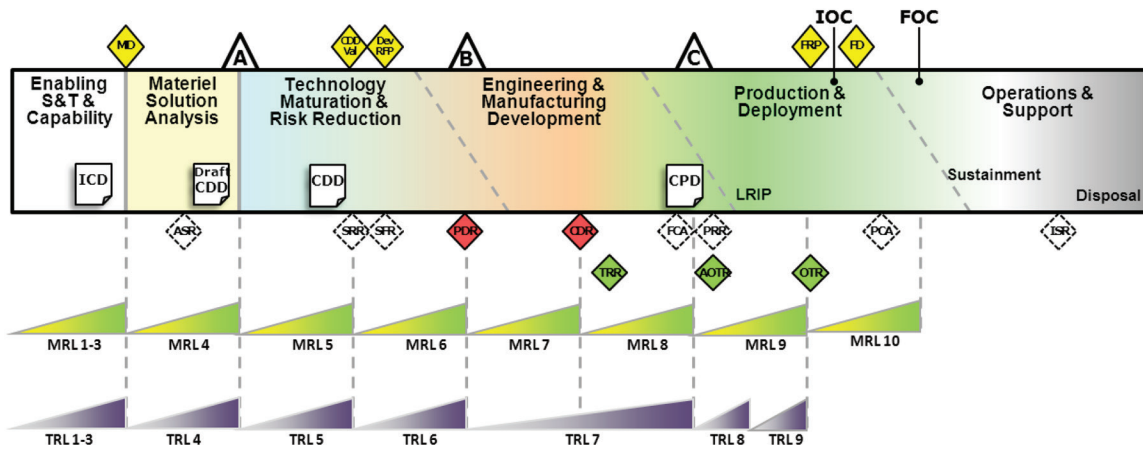 IOC
FOC
MD
A
CDD
Val
Dev
RFP
B
C
FRP
FD
Enabling
S&T &
Capability
Materiel
Solution
Analysis
Technology
Maturation &
Risk Reduction
Engineering &
Manufacturing
Development
Production &
Deployment
Operations &
Support
ICD
Draft
CDD
CDD
CPD
LRIP
Sustainment
Disposal
ASR
SRR
SFR
PDR
CDR
FCA
PRR
PCA
ISR
TRR
AOTR
OTR
MRL 1-3
MRL 4
MRL 5
MRL 6
MRL 7
MRL 8
MRL 9
MRL 10
TRL 1-3
TRL 4
TRL 5
TRL 6
TRL 7
TRL 8
TRL 9